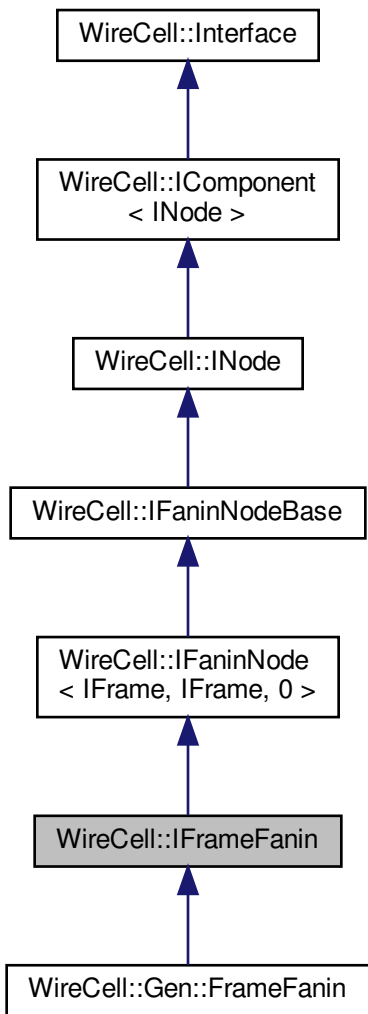 WireCell::Interface
WireCell::IComponent
< INode >
WireCell::INode
WireCell::IFaninNodeBase
WireCell::IFaninNode
< IFrame, IFrame, 0 >
WireCell::IFrameFanin
WireCell::Gen::FrameFanin